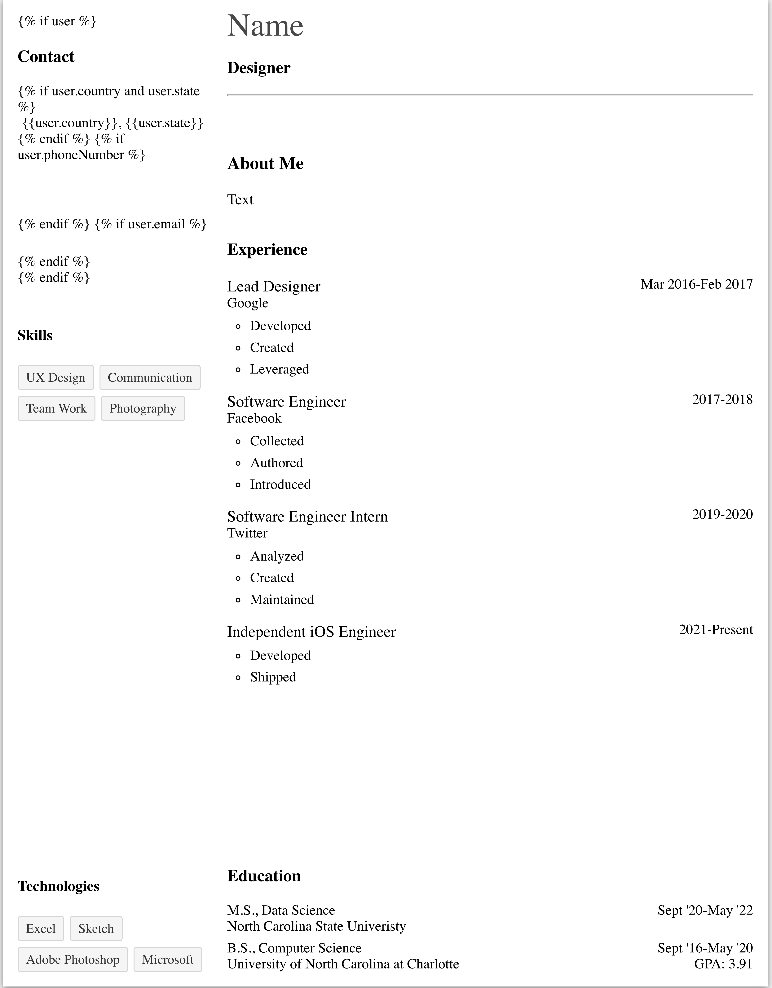 {% if user %}
Contact
{% if user.country and user.state
%}
{{user.country}}, {{user.state}}
{% endif %} {% if
user.phoneNumber %}
{% endif %} {% if user.email %}
{% endif %}
{% endif %}
Skills
UX Design Communication
Team Work Photography
Technologies
Excel Sketch
Adobe Photoshop Microsoft
Name
Designer
About Me
Text
Experience
Lead Designer Mar 2016-Feb 2017
Google
Developed
Created
Leveraged
Software Engineer 2017-2018
Facebook
Collected
Authored
Introduced
Software Engineer Intern 2019-2020
Twitter
Analyzed
Created
Maintained
Independent iOS Engineer 2021-Present
Developed
Shipped
Education
M.S., Data Science Sept '20-May '22
North Carolina State Univeristy
B.S., Computer Science Sept '16-May '20
University of North Carolina at Charlotte GPA: 3.91